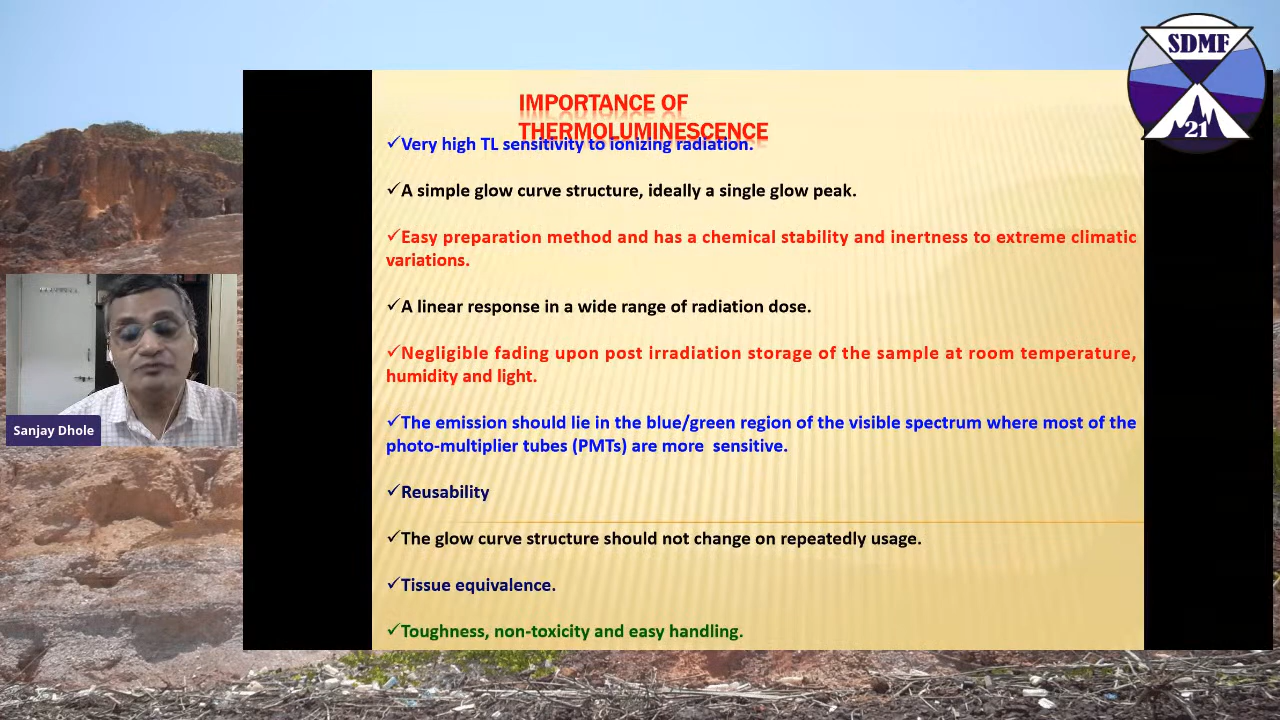 SDMF
21
IMPORTANCE OF
THERMOLUMINESCENCE
✓Very high TL sensitivity to ionizing radiation.
✓A simple glow curve structure, ideally a single glow peak.
✓Easy preparation method and has a chemical stability and inertness to extreme climatic
variations.
✓A linear response in a wide range of radiation dose.
✓Negligible fading upon post irradiation storage of the sample at room temperature,
humidity and light.
✓The emission should lie in the blue/green region of the visible spectrum where most of the
photo-multiplier tubes (PMTs) are more sensitive.
✓Reusability
✓The glow curve structure should not change on repeatedly usage.
✓Tissue equivalence.
✓Toughness, non-toxicity and easy handling.
Sanjay Dhole